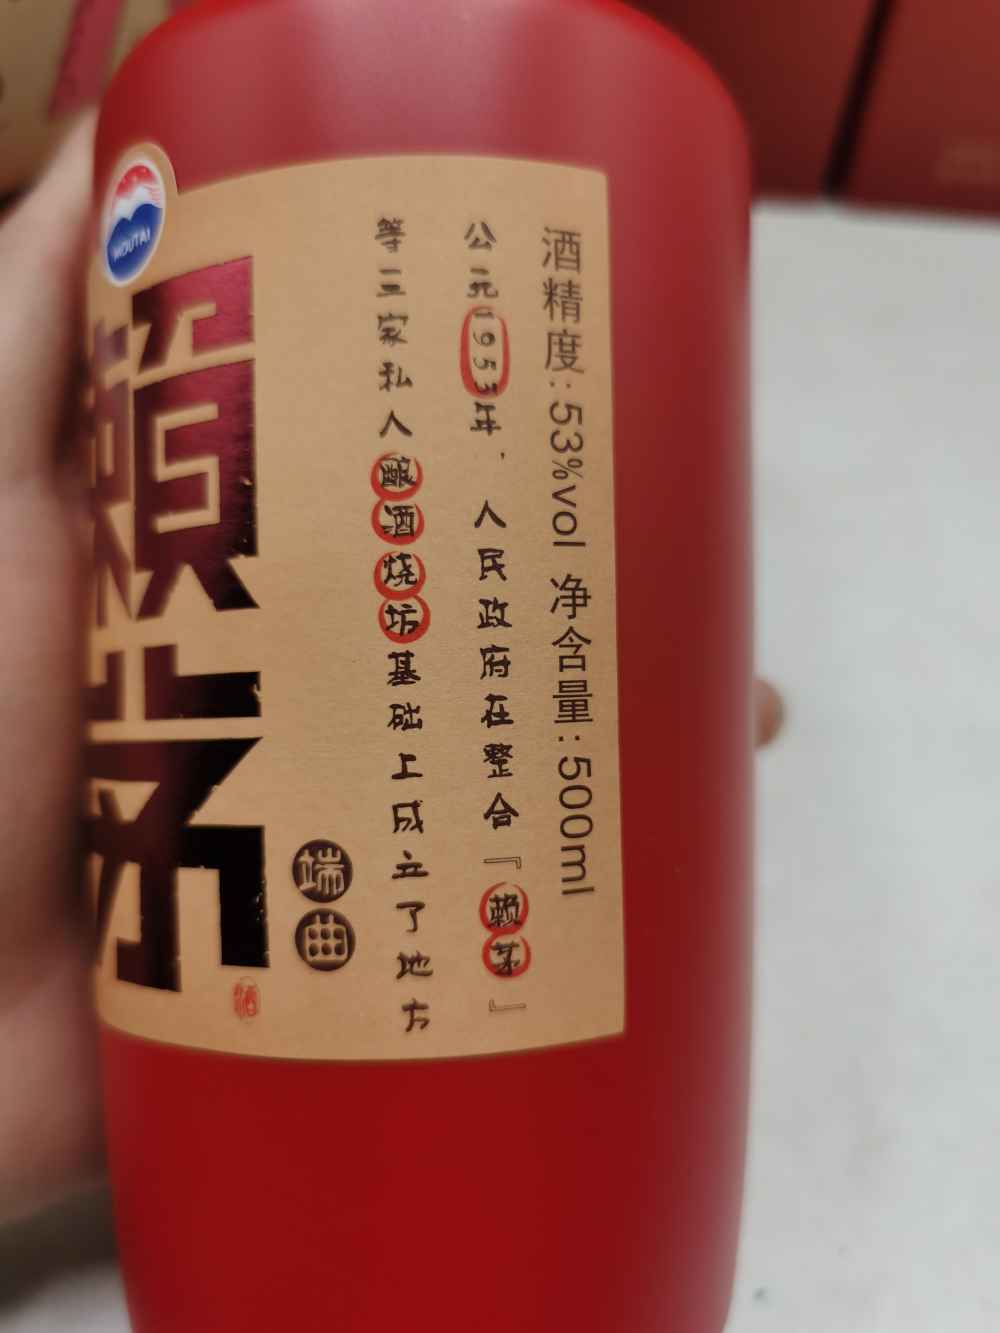 酒精度:53%vol 净含量:500ml
公元1953年,人民政府在整合『赖茅』
等三家私人酿酒烧坊基础上成立了地方
MOUTAI
賴茅
端曲
酒